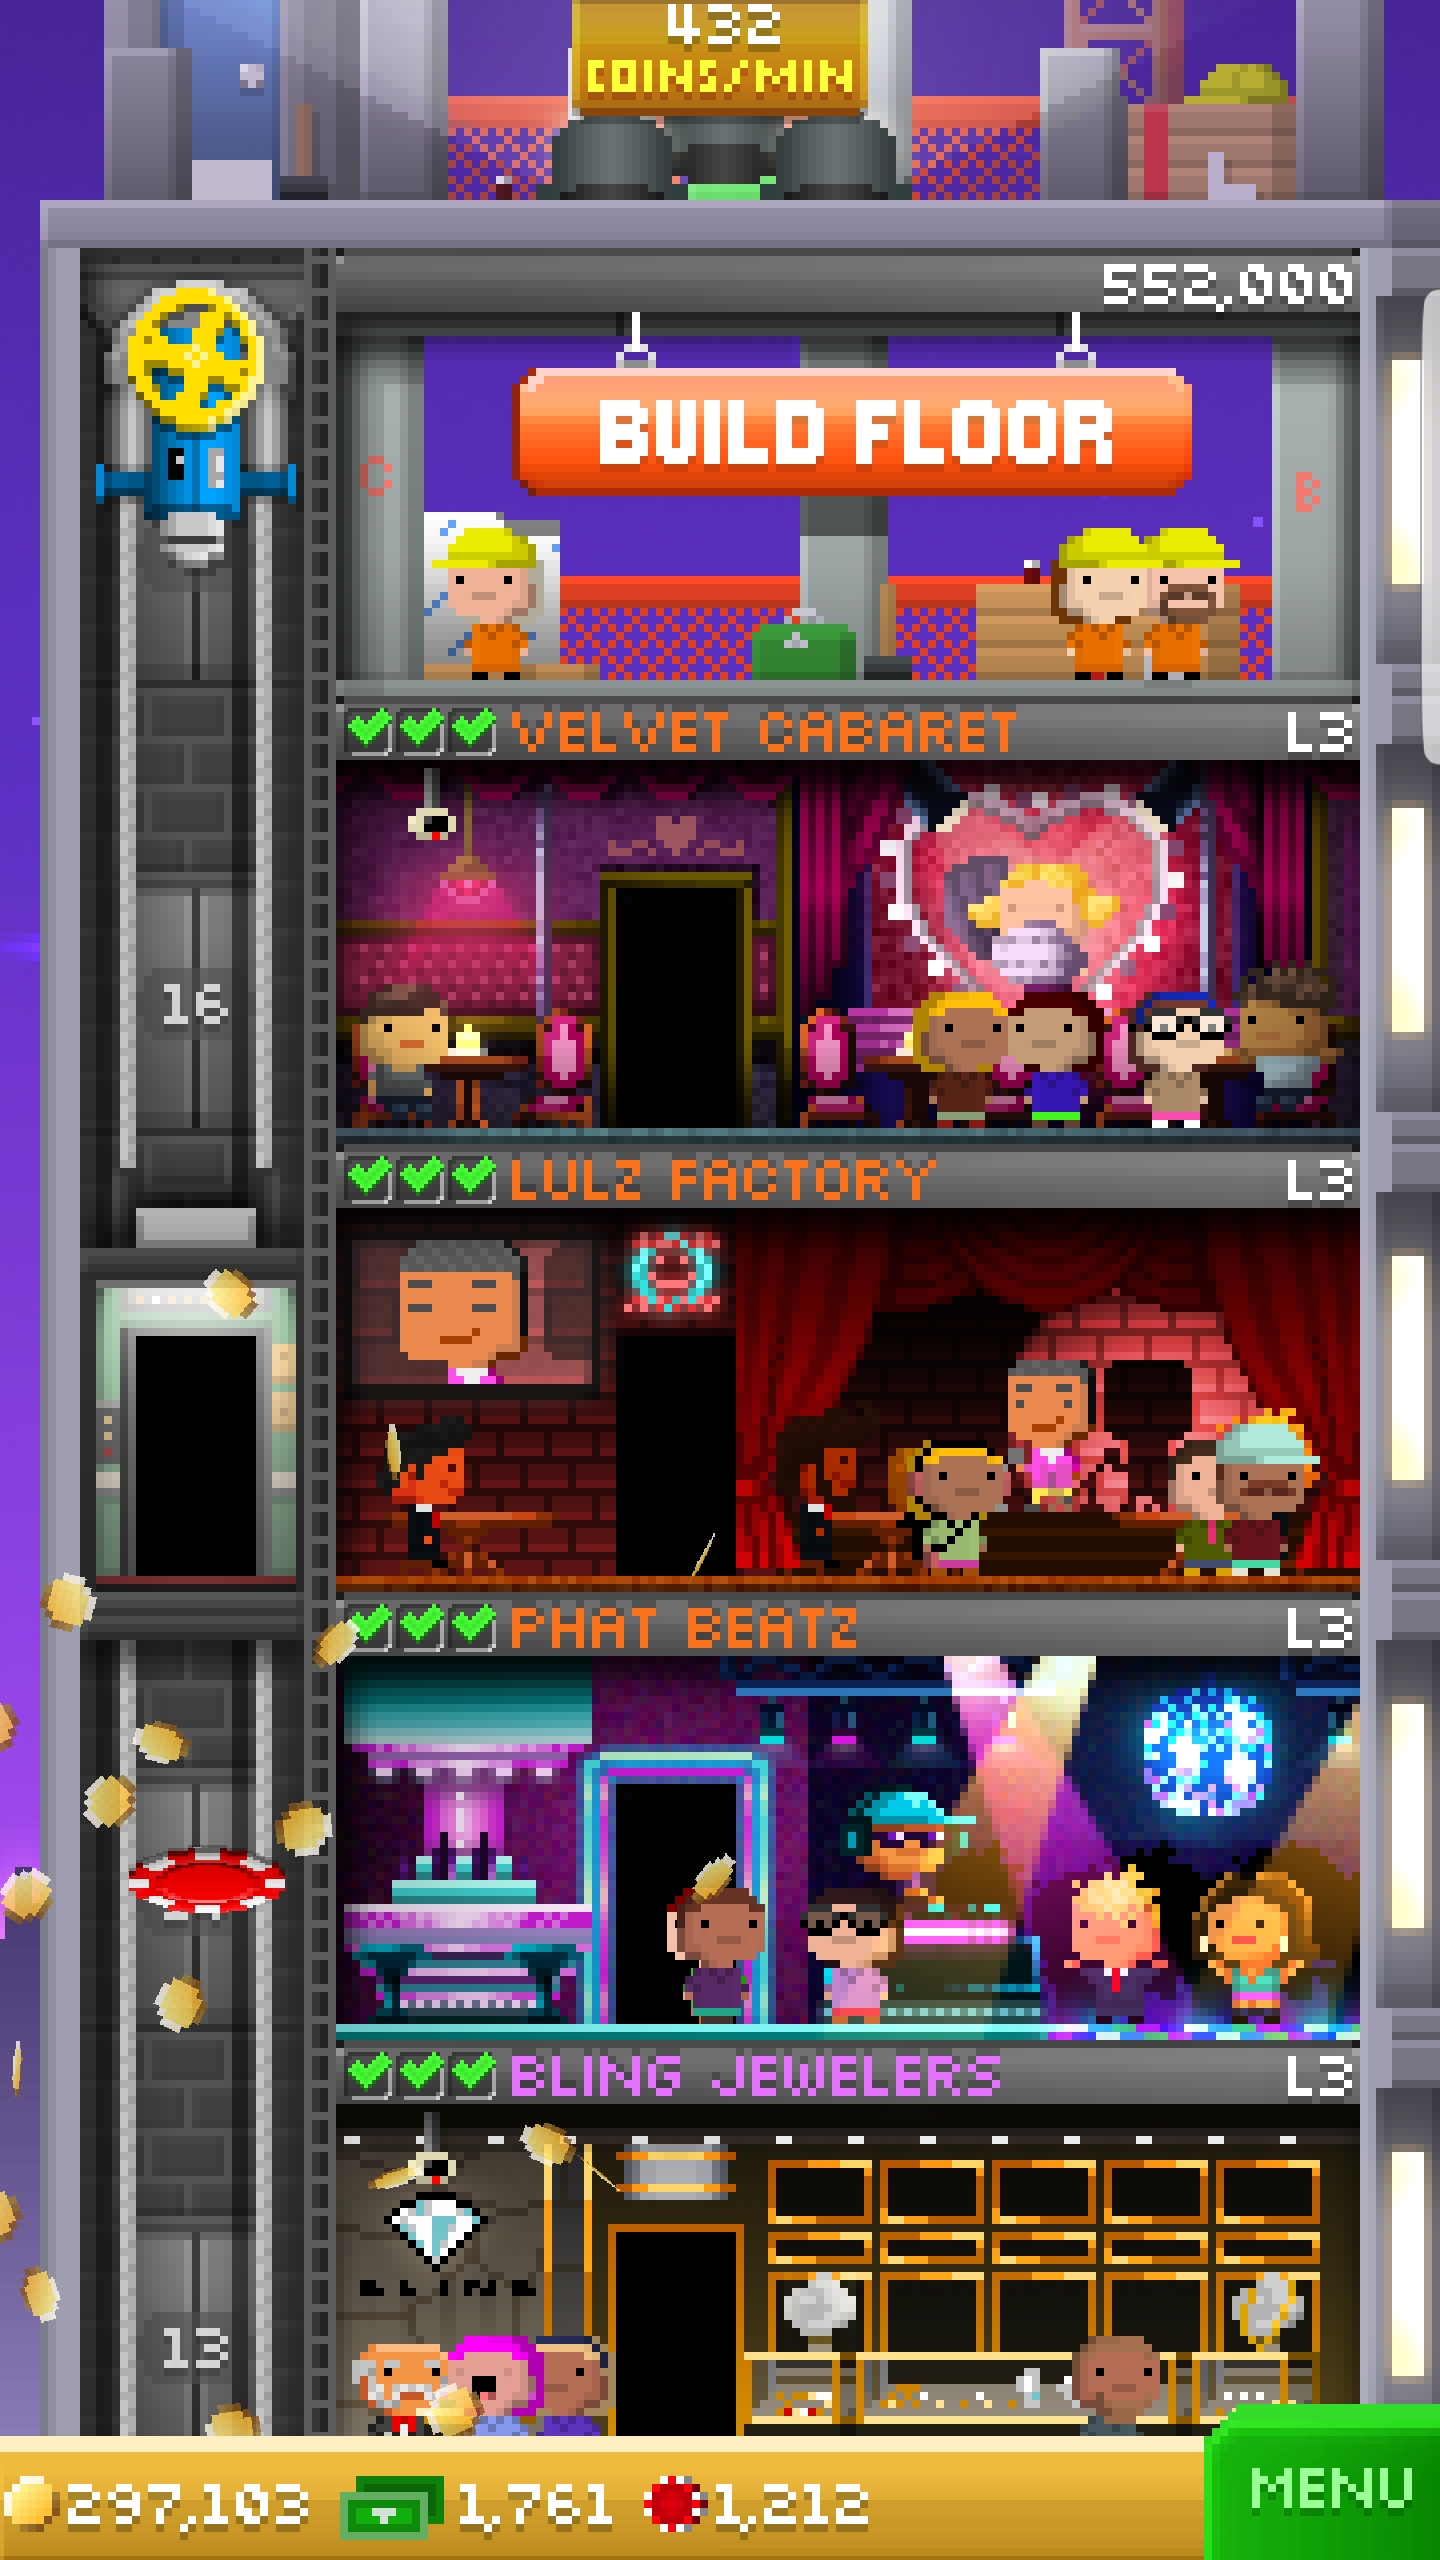 432
COINS/MIN
552,000
BUILD FLOOR
C
B
VELVET CABARET L3
16
LULZ FACTORY L3
PHAT BEATZ L3
BLING JEWELERS L3
BLING
13
297,103 1,761 1,212
MENU